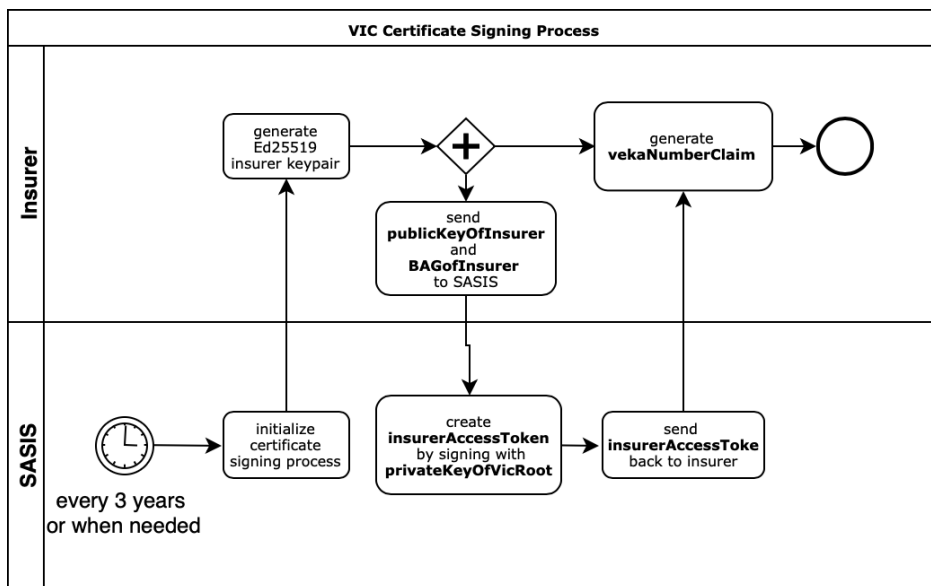 VIC Certificate Signing Process
Insurer
generate
Ed25519
insurer keypair
send
publicKeyOfInsurer
and
BAGofInsurer
to SASIS
generate
vekaNumberClaim
SASIS
every 3 years
or when needed
initialize
certificate
signing process
create
insurerAccessToken
by signing with
privateKeyOfVicRoot
send
insurerAccessToke
back to insurer